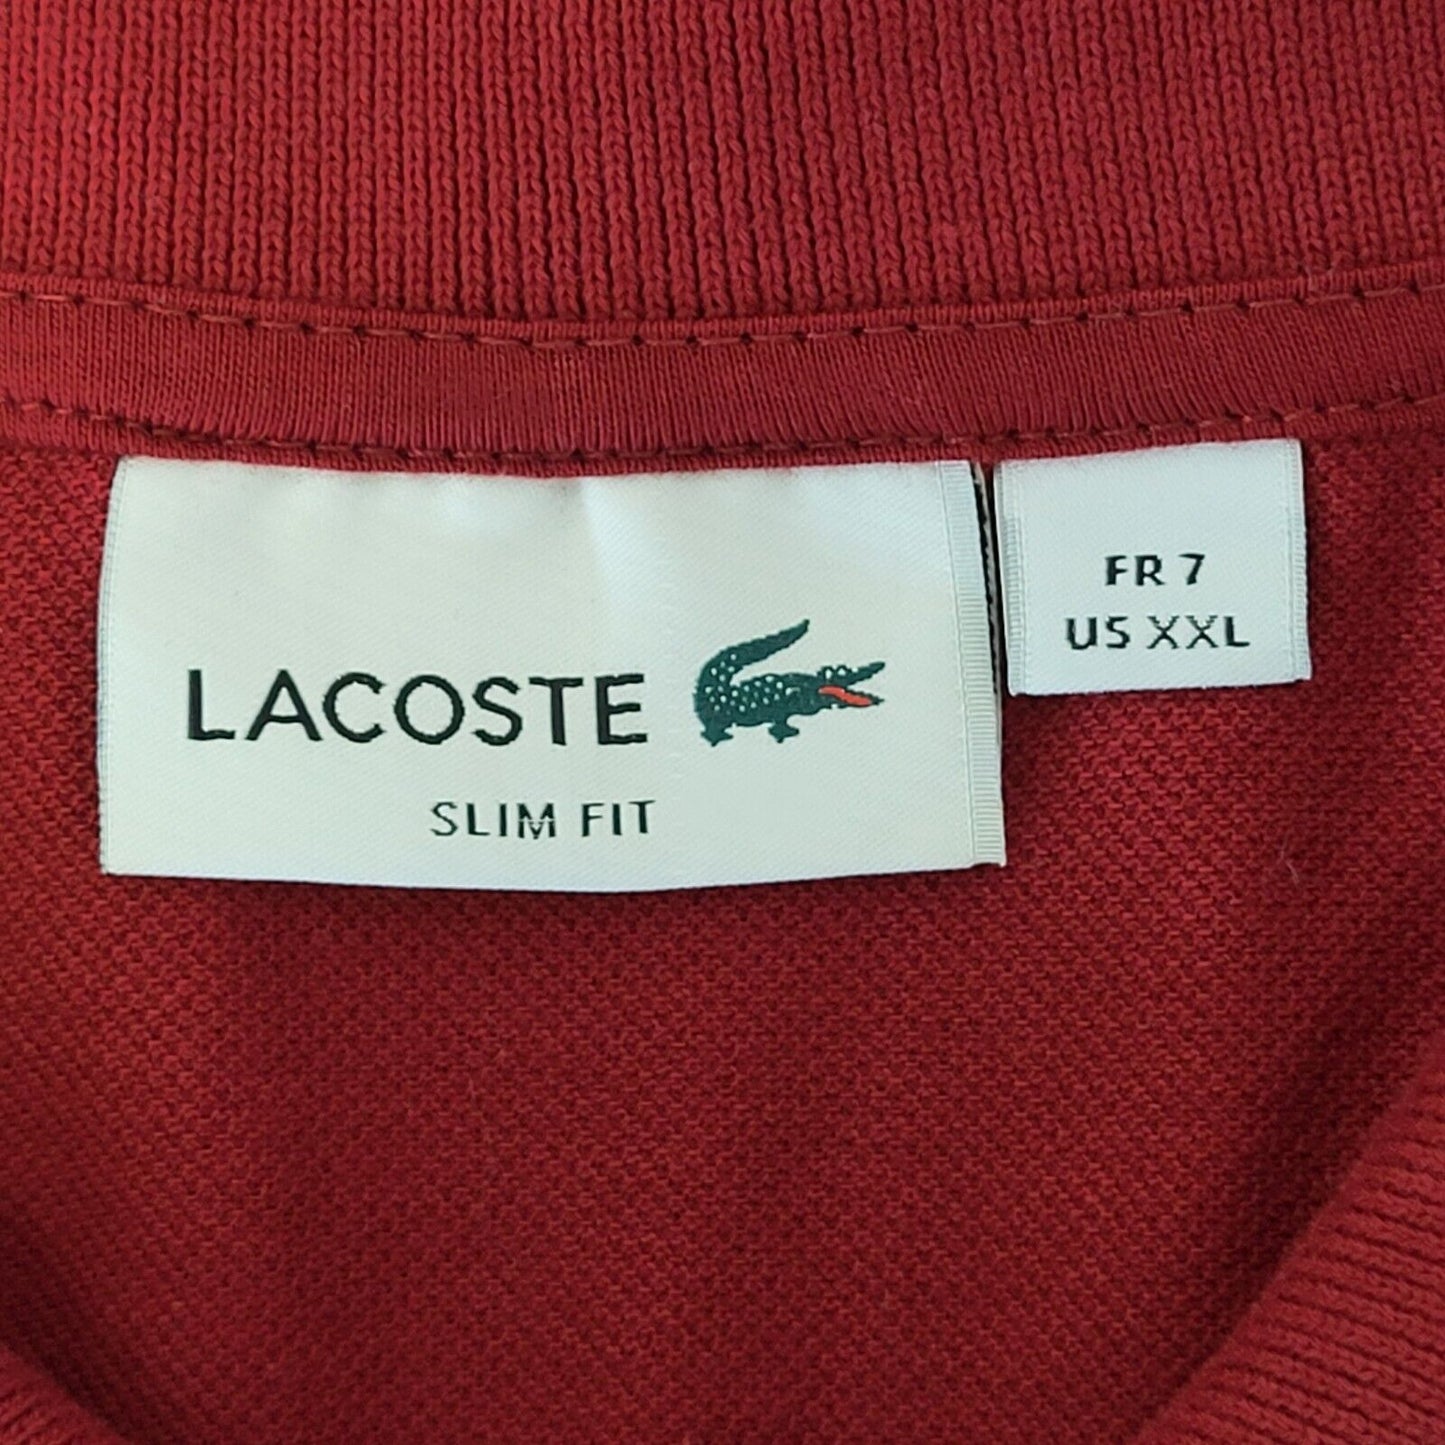 LACOSTE
SLIM FIT
FR 7
US XXL